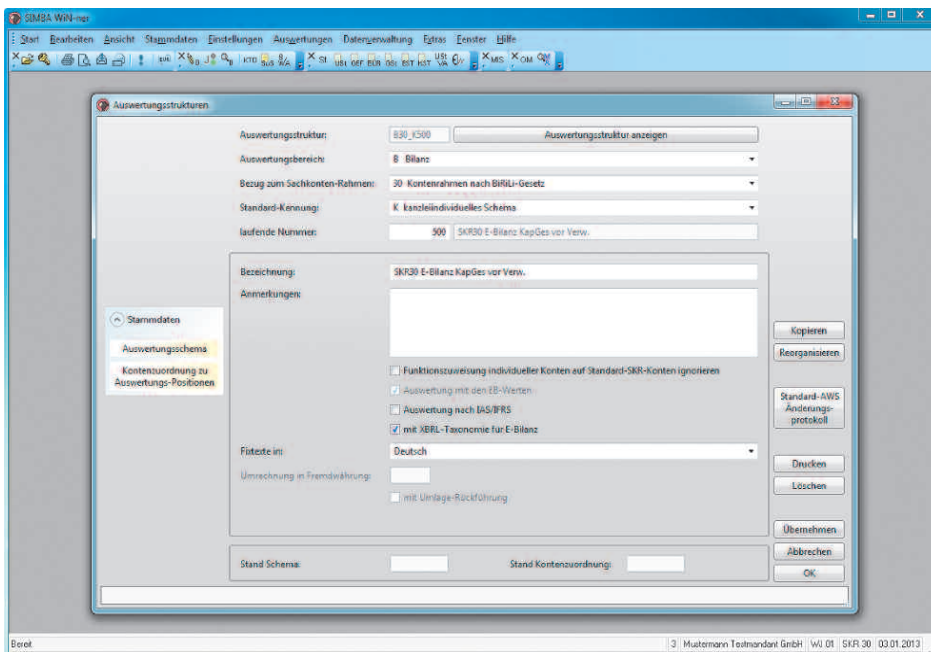 SIMBA WiN-ner
Start Bearbeiten Ansicht Stammdaten Einstellungen Auswertungen Datenverwaltung Extras Fenster Hilfe
Auswertungsstrukturen
Auswertungsstruktur: B30_K500 Auswertungsstruktur anzeigen
Auswertungsbereich: B Bilanz
Bezug zum Sachkonten-Rahmen: 30 Kontenrahmen nach BiRiLi-Gesetz
Standard-Kennung: K kanzleiindividuelles Schema
laufende Nummer: 500 SKR30 E-Bilanz KapGes vor Verw.
Bezeichnung: SKR30 E-Bilanz KapGes vor Verw.
Anmerkungen:
Stammdaten
Auswertungsschema
Kontenzuordnung zu
Auswertungs-Positionen
Funktionszuweisung individueller Konten auf Standard-SKR-Konten ignorieren
Auswertung mit den EB-Werten
Auswertung nach IAS/IFRS
mit XBRL-Taxonomie für E-Bilanz
Fixtexte in: Deutsch
Umrechnung in Fremdwährung:
mit Umlage-Rückführung
Stand Schema: Stand Kontenzuordnung:
Kopieren
Reorganisieren
Standard-AWS
Änderungs-
protokoll
Drucken
Löschen
Übernehmen
Abbrechen
OK
Bereit 3 Mustermann Testmandant GmbH WJ 01 SKR 30 03.01.2013